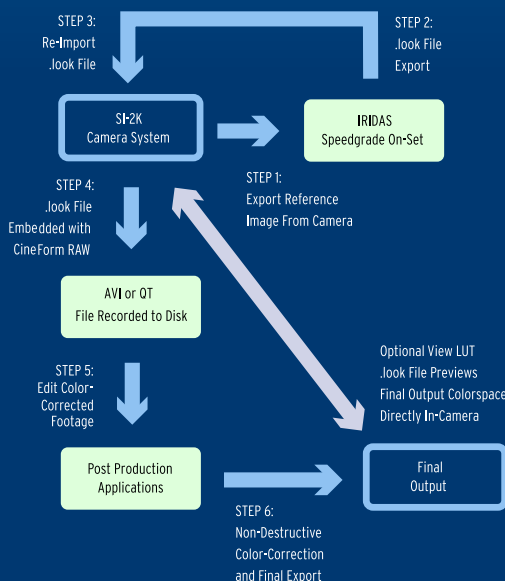 STEP 3:
Re-Import
.look File
STEP 2:
.look File
Export
SI-2K
Camera System
IRIDAS
Speedgrade On-Set
STEP 1:
Export Reference
Image From Camera
STEP 4:
.look File
Embedded with
CineForm RAW
AVI or QT
File Recorded to Disk
Optional View LUT
.look File Previews
Final Output Colorspace
Directly In-Camera
STEP 5:
Edit Color-
Corrected
Footage
Post Production
Applications
Final
Output
STEP 6:
Non-Destructive
Color-Correction
and Final Export